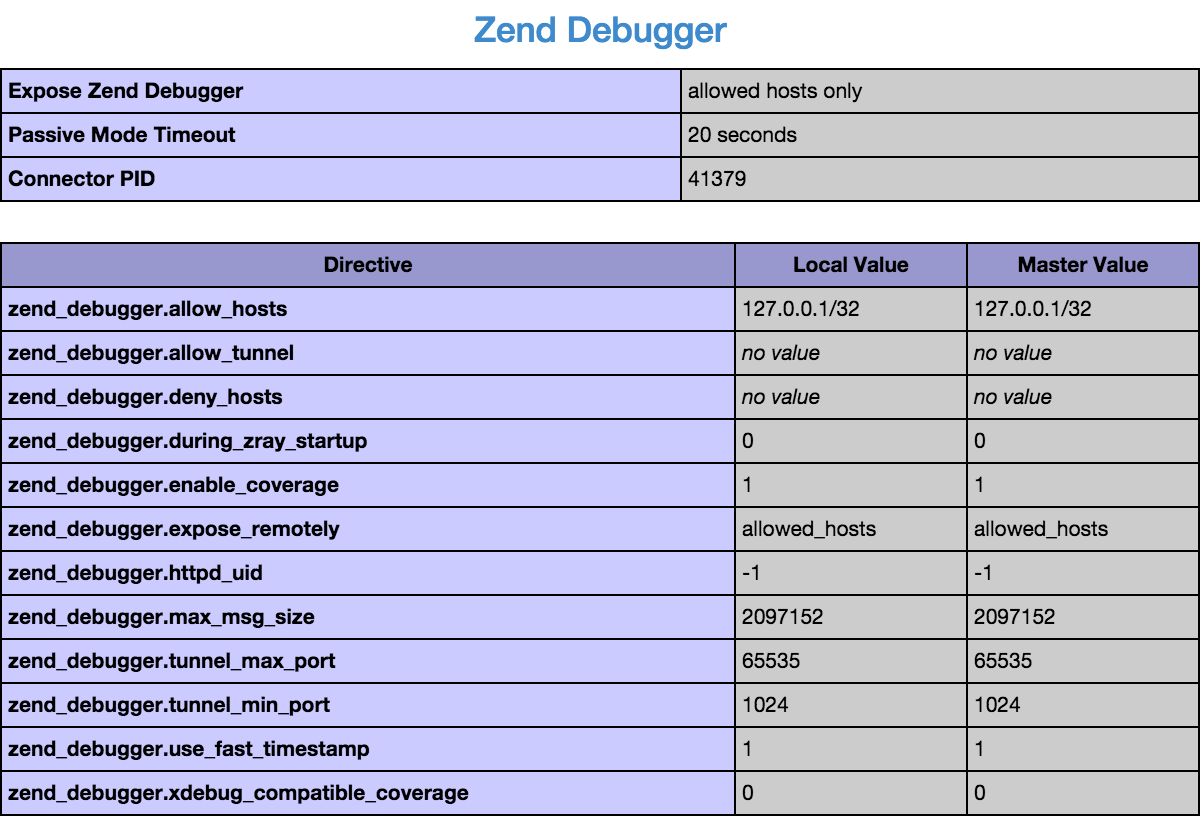 Zend Debugger
Expose Zend Debugger allowed hosts only
Passive Mode Timeout 20 seconds
Connector PID 41379
Directive Local Value Master Value
zend_debugger.allow_hosts 127.0.0.1/32 127.0.0.1/32
zend_debugger.allow_tunnel no value no value
zend_debugger.deny_hosts no value no value
zend_debugger.during_zray_startup 0 0
zend_debugger.enable_coverage 1 1
zend_debugger.expose_remotely allowed_hosts allowed_hosts
zend_debugger.httpd_uid -1 -1
zend_debugger.max_msg_size 2097152 2097152
zend_debugger.tunnel_max_port 65535 65535
zend_debugger.tunnel_min_port 1024 1024
zend_debugger.use_fast_timestamp 1 1
zend_debugger.xdebug_compatible_coverage 0 0